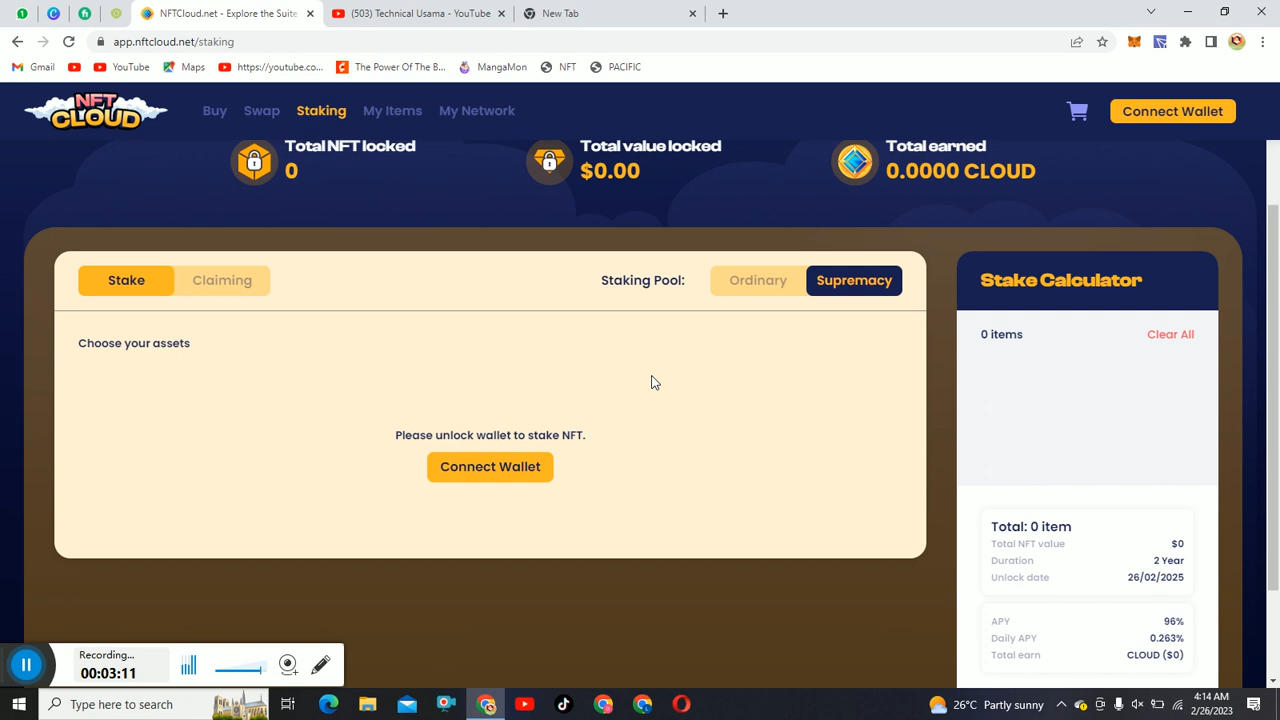 NFTCloud.net - Explore the Suite
(503) Technical Usama - YouTube
New Tab
app.nftcloud.net/staking
Gmail
YouTube
Maps
https://youtube.co...
The Power Of The B...
MangaMon
NFT
PACIFIC
NFT CLOUD
Buy
Swap
Staking
My Items
My Network
Connect Wallet
Total NFT locked
0
Total value locked
$0.00
Total earned
0.0000 CLOUD
Stake
Claiming
Staking Pool:
Ordinary
Supremacy
Choose your assets
Please unlock wallet to stake NFT.
Connect Wallet
Stake Calculator
0 items
Clear All
Total: 0 item
Total NFT value $0
Duration 2 Year
Unlock date 26/02/2025
APY 96%
Daily APY 0.263%
Total earn CLOUD ($0)
Recording...
00:03:11
Type here to search
26°C Partly sunny
4:14 AM
2/26/2023